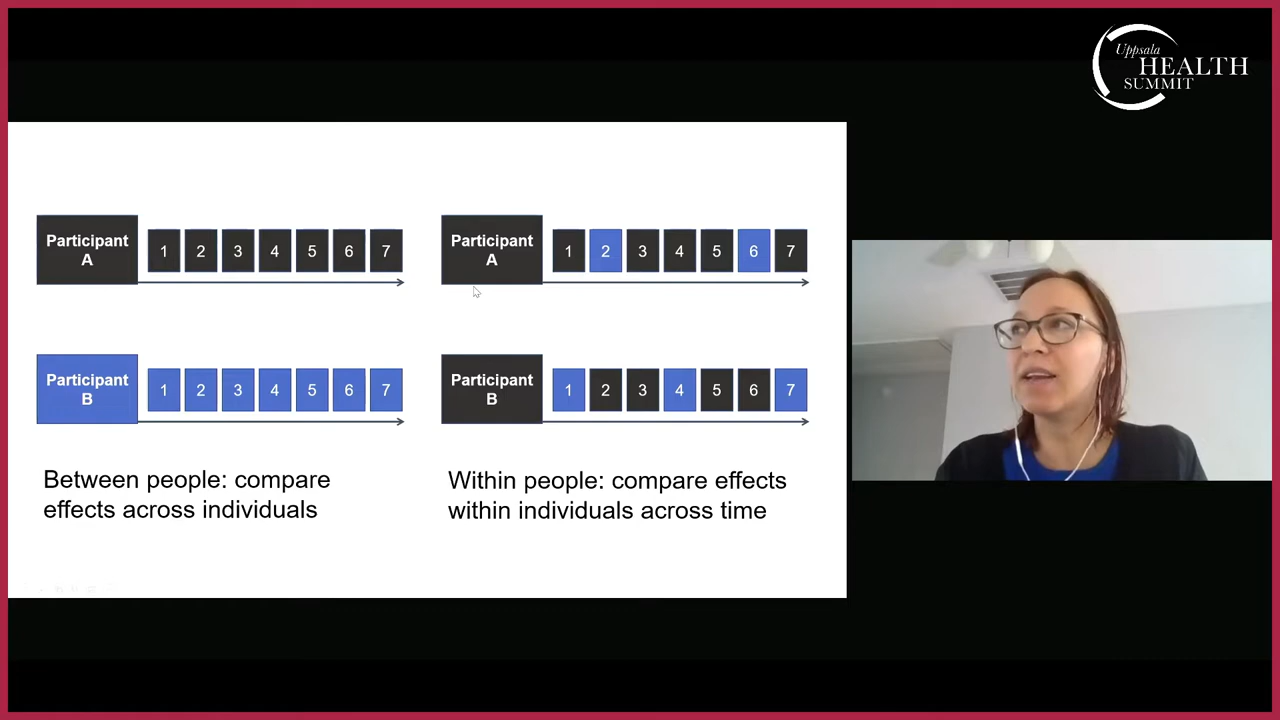 Uppsala
HEALTH
SUMMIT
Participant
A
1 2 3 4 5 6 7
Participant
B
1 2 3 4 5 6 7
Between people: compare
effects across individuals
Participant
A
1 2 3 4 5 6 7
Participant
B
1 2 3 4 5 6 7
Within people: compare effects
within individuals across time